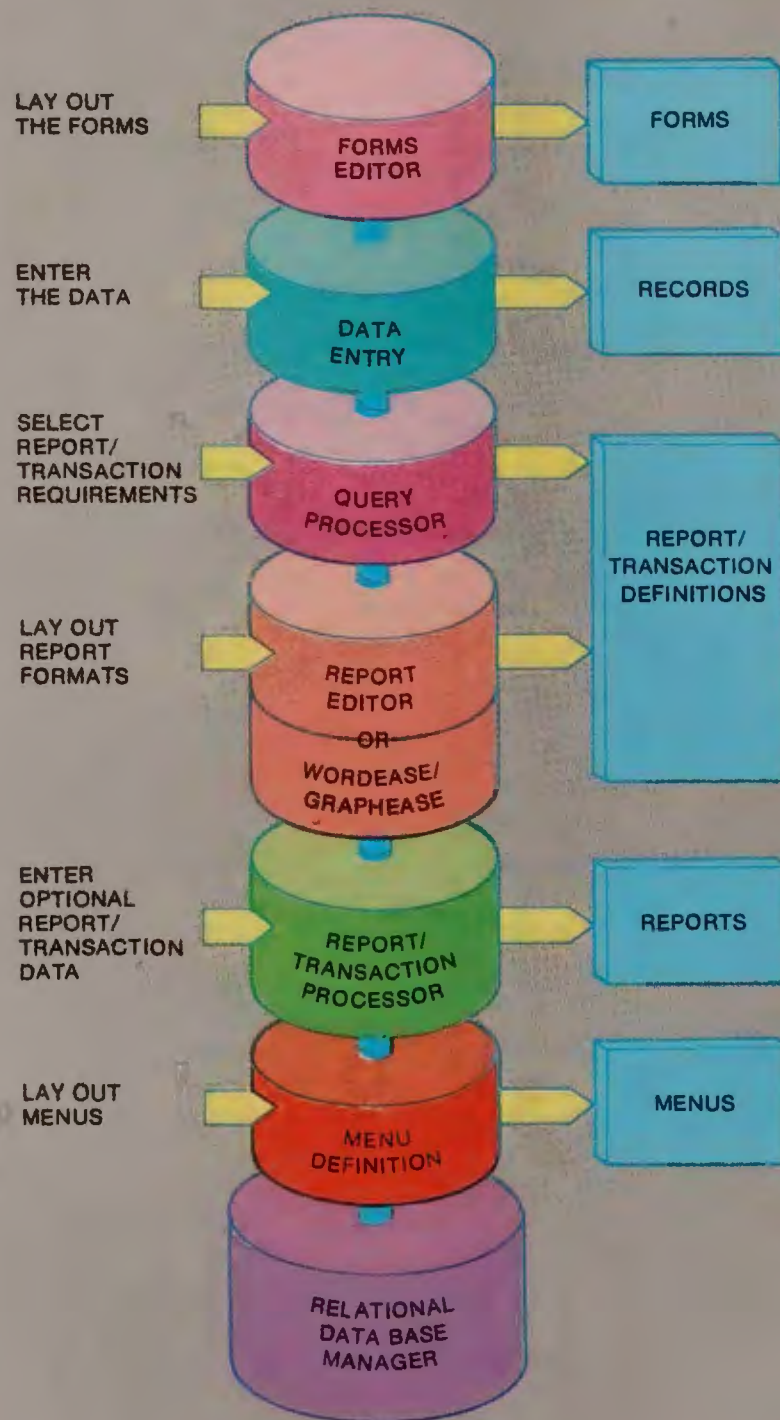 LAY OUT
THE FORMS
FORMS
EDITOR
FORMS
ENTER
THE DATA
DATA
ENTRY
RECORDS
SELECT
REPORT/
TRANSACTION
REQUIREMENTS
QUERY
PROCESSOR
REPORT/
TRANSACTION
DEFINITIONS
LAY OUT
REPORT
FORMATS
REPORT
EDITOR
OR
WORDEASE/
GRAPHEASE
ENTER
OPTIONAL
REPORT/
TRANSACTION
DATA
REPORT/
TRANSACTION
PROCESSOR
REPORTS
LAY OUT
MENUS
MENU
DEFINITION
MENUS
RELATIONAL
DATA BASE
MANAGER